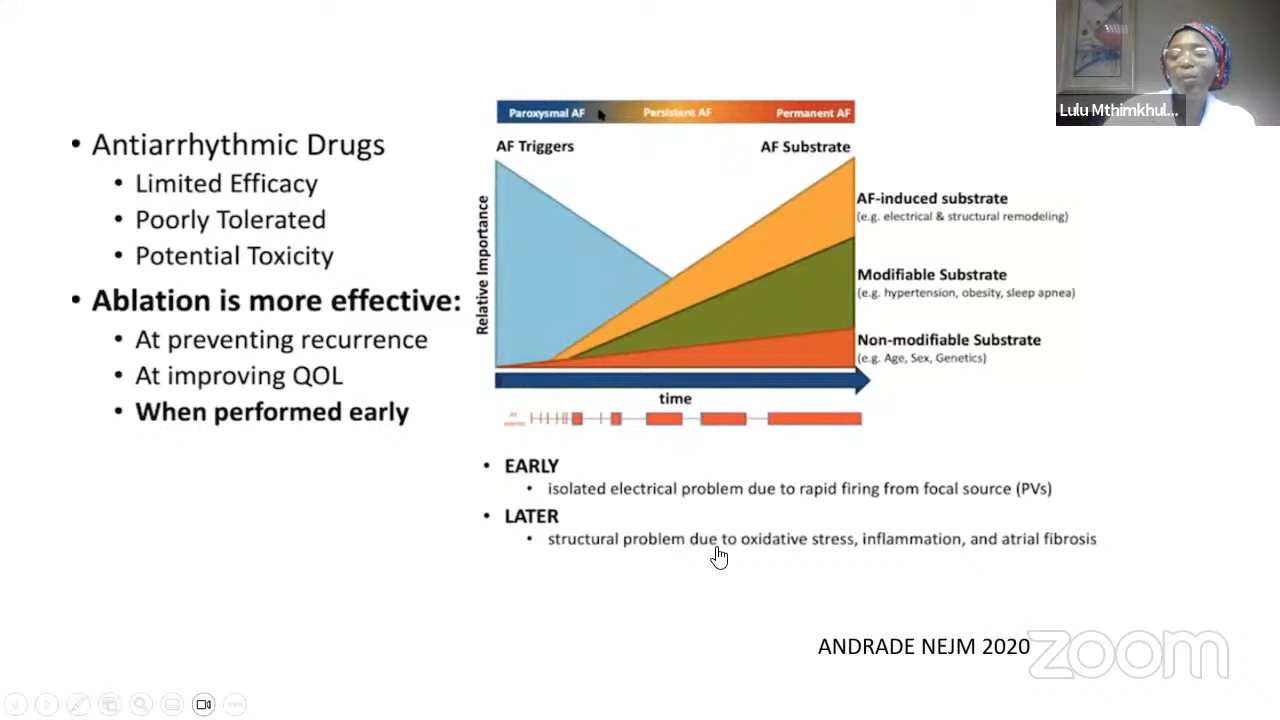 Lulu Mthimkhul...
• Antiarrhythmic Drugs
• Limited Efficacy
• Poorly Tolerated
• Potential Toxicity
• Ablation is more effective:
• At preventing recurrence
• At improving QOL
• When performed early
Paroxysmal AF Persistent AF Permanent AF
AF Triggers AF Substrate
Relative Importance
AF-induced substrate
(e.g. electrical & structural remodeling)
Modifiable Substrate
(e.g. hypertension, obesity, sleep apnea)
Non-modifiable Substrate
(e.g. Age, Sex, Genetics)
time
AF
• EARLY
• isolated electrical problem due to rapid firing from focal source (PVs)
• LATER
• structural problem due to oxidative stress, inflammation, and atrial fibrosis
ANDRADE NEJM 2020
zoom